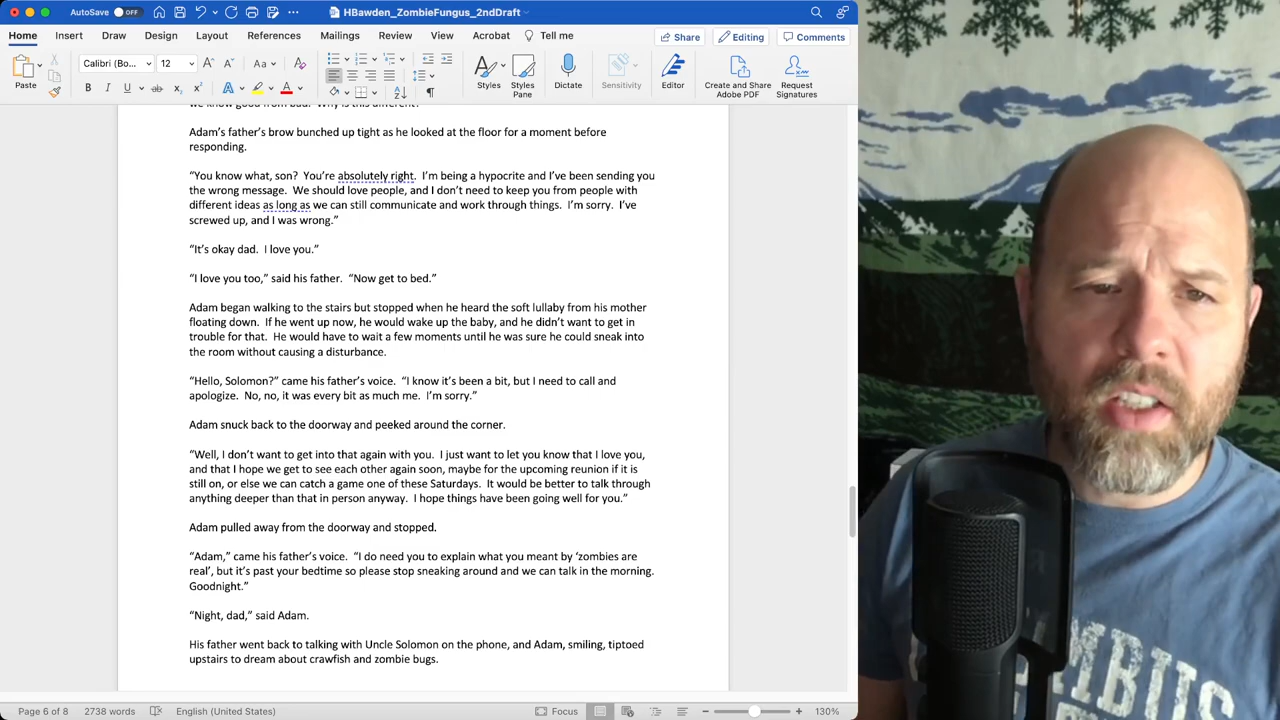 AutoSave OFF
HBawden_ZombieFungus_2ndDraft
Home Insert Draw Design Layout References Mailings Review View Acrobat Tell me
Share Editing Comments
Paste
Calibri (Bo... 12
Styles
Styles Pane
Dictate
Sensitivity
Editor
Create and Share Adobe PDF
Request Signatures
we know good from bad. Why is this different?
Adam’s father’s brow bunched up tight as he looked at the floor for a moment before
responding.
“You know what, son? You’re absolutely right. I’m being a hypocrite and I’ve been sending you
the wrong message. We should love people, and I don’t need to keep you from people with
different ideas as long as we can still communicate and work through things. I’m sorry. I’ve
screwed up, and I was wrong.”
“It’s okay dad. I love you.”
“I love you too,” said his father. “Now get to bed.”
Adam began walking to the stairs but stopped when he heard the soft lullaby from his mother
floating down. If he went up now, he would wake up the baby, and he didn’t want to get in
trouble for that. He would have to wait a few moments until he was sure he could sneak into
the room without causing a disturbance.
“Hello, Solomon?” came his father’s voice. “I know it’s been a bit, but I need to call and
apologize. No, no, it was every bit as much me. I’m sorry.”
Adam snuck back to the doorway and peeked around the corner.
“Well, I don’t want to get into that again with you. I just want to let you know that I love you,
and that I hope we get to see each other again soon, maybe for the upcoming reunion if it is
still on, or else we can catch a game one of these Saturdays. It would be better to talk through
anything deeper than that in person anyway. I hope things have been going well for you.”
Adam pulled away from the doorway and stopped.
“Adam,” came his father’s voice. “I do need you to explain what you meant by ‘zombies are
real’, but it’s past your bedtime so please stop sneaking around and we can talk in the morning.
Goodnight.”
“Night, dad,” said Adam.
His father went back to talking with Uncle Solomon on the phone, and Adam, smiling, tiptoed
upstairs to dream about crawfish and zombie bugs.
Page 6 of 8 2738 words English (United States) Focus 130%